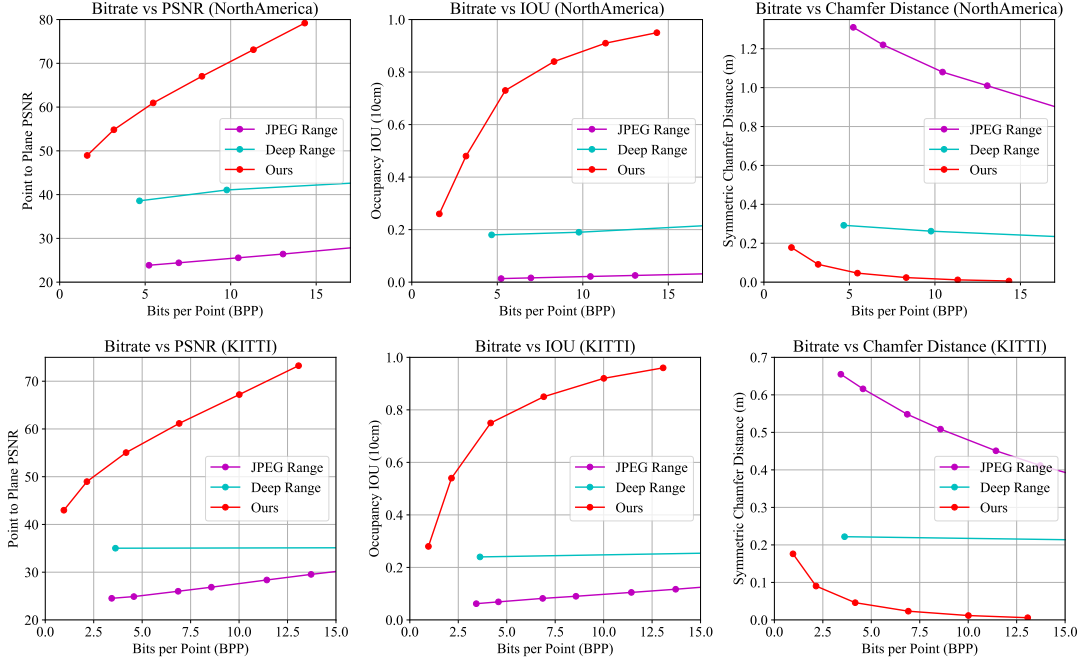 Bitrate vs PSNR (NorthAmerica)
80
70
60
50
40
30
20
Point to Plane PSNR
JPEG Range
Deep Range
Ours
0 5 10 15
Bits per Point (BPP)
Bitrate vs IOU (NorthAmerica)
1.0
0.8
0.6
0.4
0.2
0.0
Occupancy IOU (10cm)
JPEG Range
Deep Range
Ours
0 5 10 15
Bits per Point (BPP)
Bitrate vs Chamfer Distance (NorthAmerica)
1.2
1.0
0.8
0.6
0.4
0.2
0.0
Symmetric Chamfer Distance (m)
JPEG Range
Deep Range
Ours
0 5 10 15
Bits per Point (BPP)
Bitrate vs PSNR (KITTI)
70
60
50
40
30
20
Point to Plane PSNR
JPEG Range
Deep Range
Ours
0.0 2.5 5.0 7.5 10.0 12.5 15.0
Bits per Point (BPP)
Bitrate vs IOU (KITTI)
1.0
0.8
0.6
0.4
0.2
0.0
Occupancy IOU (10cm)
JPEG Range
Deep Range
Ours
0.0 2.5 5.0 7.5 10.0 12.5 15.0
Bits per Point (BPP)
Bitrate vs Chamfer Distance (KITTI)
0.7
0.6
0.5
0.4
0.3
0.2
0.1
0.0
Symmetric Chamfer Distance (m)
JPEG Range
Deep Range
Ours
0.0 2.5 5.0 7.5 10.0 12.5 15.0
Bits per Point (BPP)